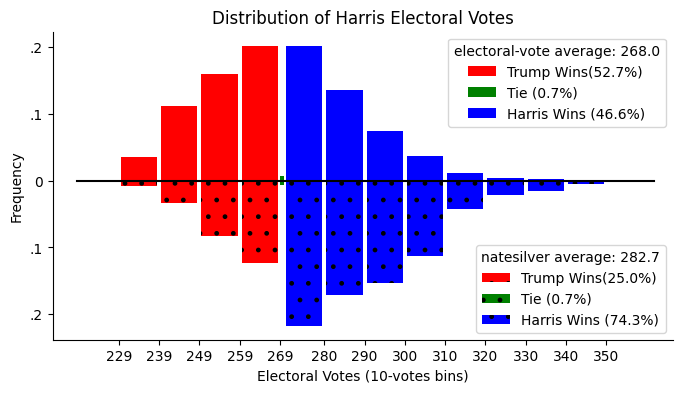 Distribution of Harris Electoral Votes
electoral-vote average: 268.0
Trump Wins(52.7%)
Tie (0.7%)
Harris Wins (46.6%)
.2
.1
0
.1
.2
Frequency
natesilver average: 282.7
Trump Wins(25.0%)
Tie (0.7%)
Harris Wins (74.3%)
229 239 249 259 269 280 290 300 310 320 330 340 350
Electoral Votes (10-votes bins)